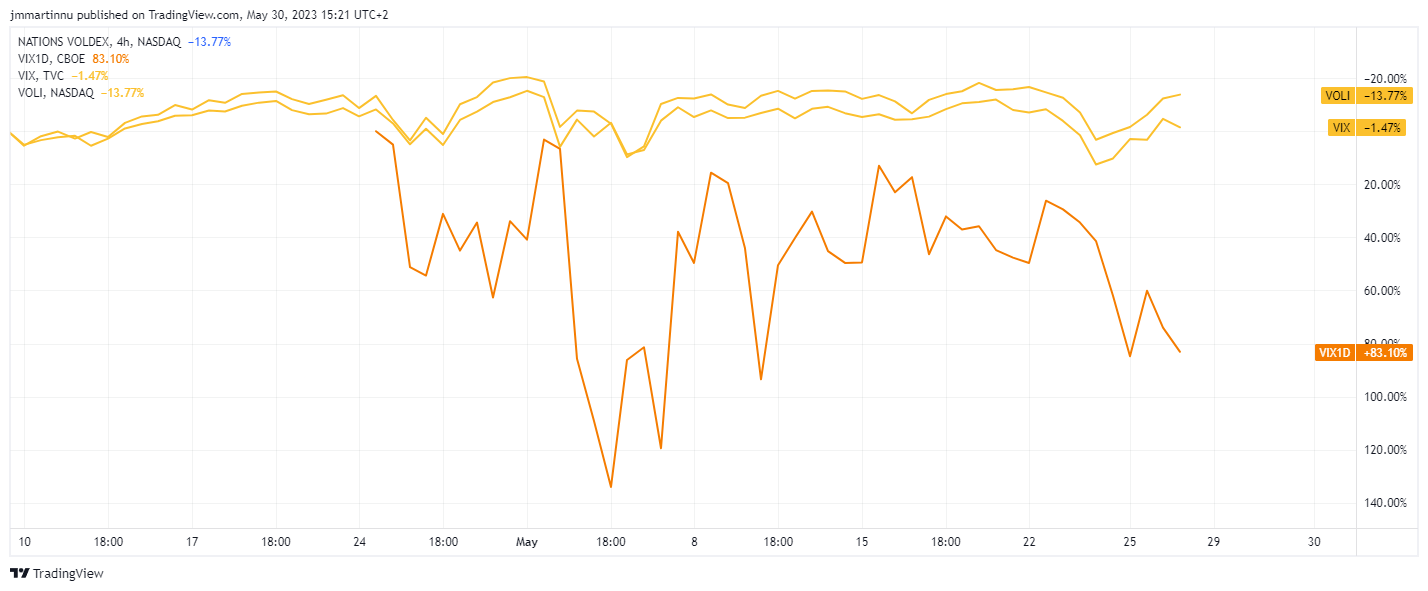 jmmartinnu published on TradingView.com, May 30, 2023 15:21 UTC+2
NATIONS VOLDEX, 4h, NASDAQ −13.77%
VIX1D, CBOE 83.10%
VIX, TVC −1.47%
VOLI, NASDAQ −13.77%
−20.00%
VOLI −13.77%
VIX −1.47%
20.00%
40.00%
60.00%
80.00%
VIX1D +83.10%
100.00%
120.00%
140.00%
10 18:00 17 18:00 24 18:00 May 18:00 8 18:00 15 18:00 22 25 29 30
TradingView